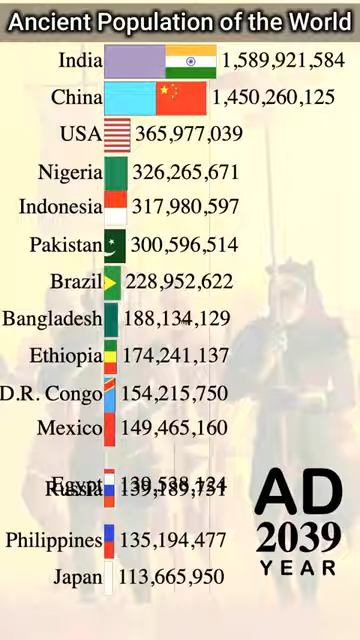 Ancient Population of the World
India 1,589,921,584
China 1,450,260,125
USA 365,977,039
Nigeria 326,265,671
Indonesia 317,980,597
Pakistan 300,596,514
Brazil 228,952,622
Bangladesh 188,134,129
Ethiopia 174,241,137
D.R. Congo 154,215,750
Mexico 149,465,160
Egypt
Russia
Philippines 135,194,477
Japan 113,665,950
AD
2039
YEAR